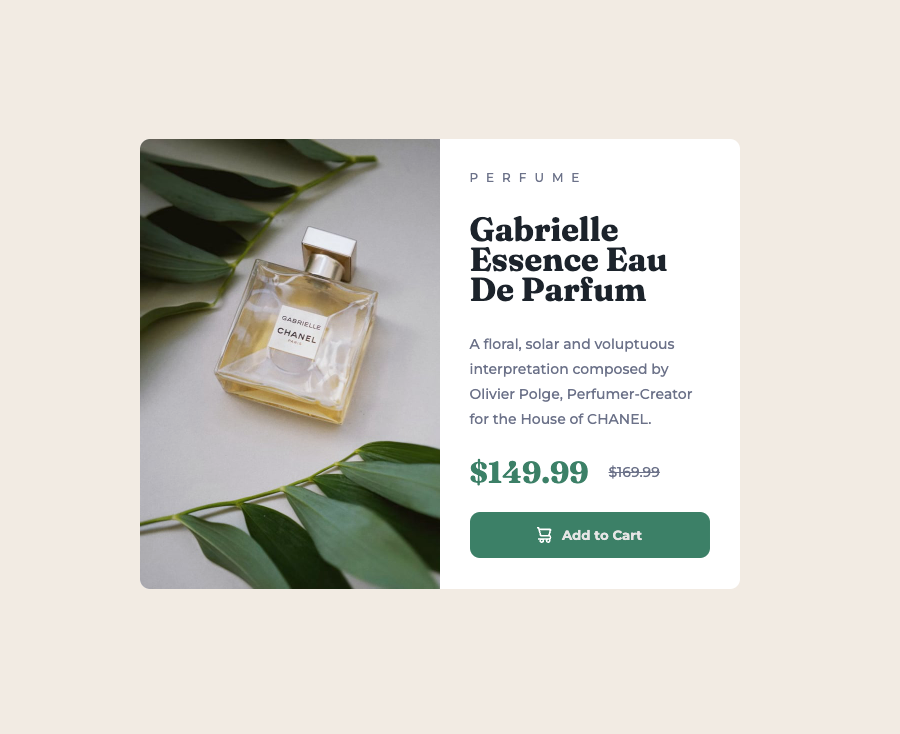 GABRIELLE
CHANEL
PARIS
PERFUME
Gabrielle
Essence Eau
De Parfum
A floral, solar and voluptuous
interpretation composed by
Olivier Polge, Perfumer-Creator
for the House of CHANEL.
$149.99 $169.99
Add to Cart